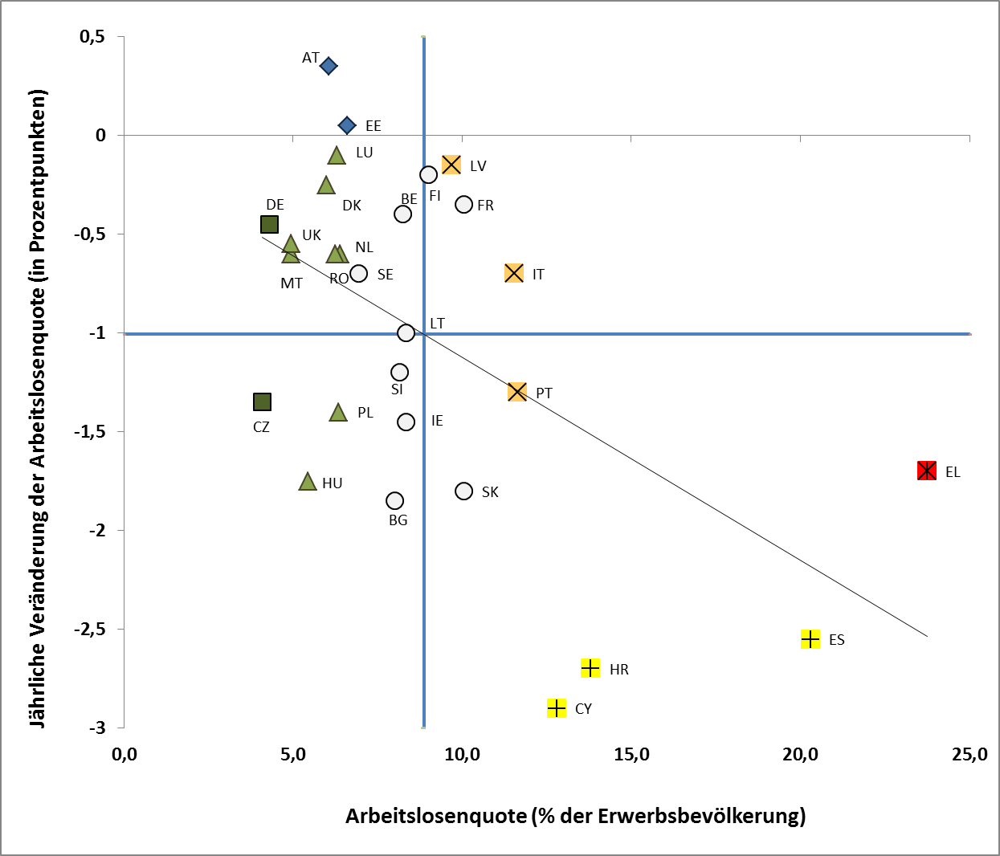 Jährliche Veränderung der Arbeitslosenquote (in Prozentpunkten)
0,5
0
-0,5
-1
-1,5
-2
-2,5
-3
AT
EE
LU
LV
DK
BE
FI
FR
DE
UK
NL
MT
RO
SE
IT
LT
SI
PT
CZ
PL
IE
HU
SK
EL
BG
ES
HR
CY
0,0
5,0
10,0
15,0
20,0
25,0
Arbeitslosenquote (% der Erwerbsbevölkerung)